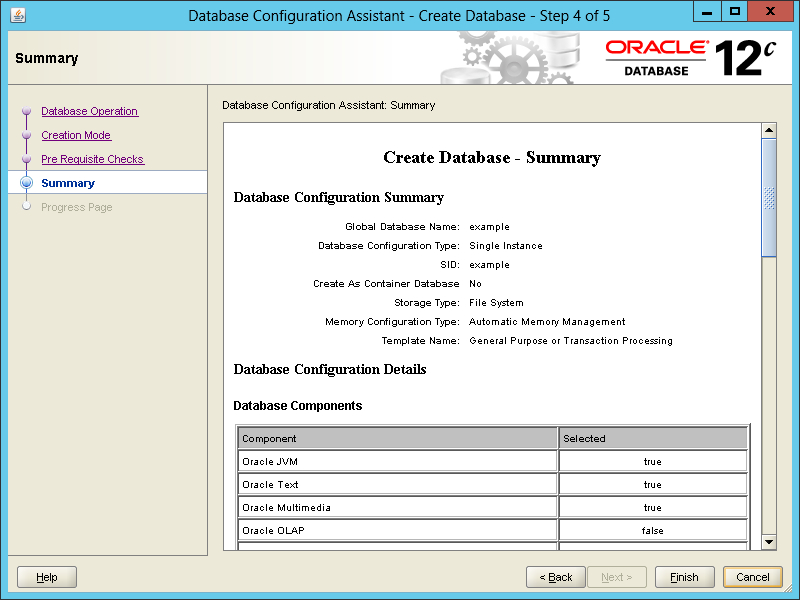 Database Configuration Assistant - Create Database - Step 4 of 5
Summary
ORACLE
DATABASE
12c
Database Operation
Creation Mode
Pre Requisite Checks
Summary
Progress Page
Database Configuration Assistant: Summary
Create Database - Summary
Database Configuration Summary
Global Database Name: example
Database Configuration Type: Single Instance
SID: example
Create As Container Database No
Storage Type: File System
Memory Configuration Type: Automatic Memory Management
Template Name: General Purpose or Transaction Processing
Database Configuration Details
Database Components
Component Selected
Oracle JVM true
Oracle Text true
Oracle Multimedia true
Oracle OLAP false
Help < Back Next > Finish Cancel